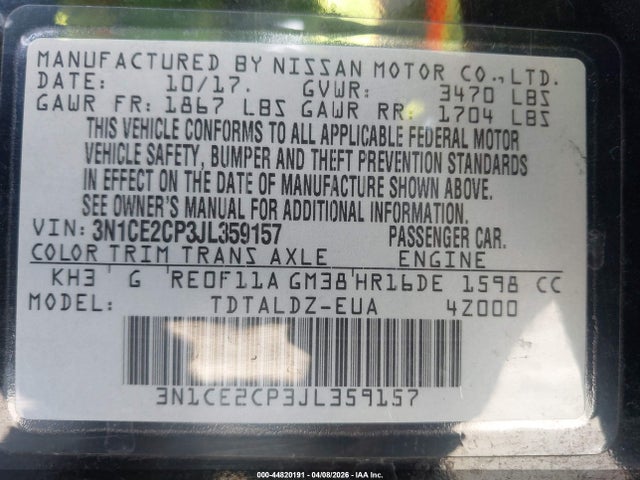 MANUFACTURED BY NISSAN MOTOR CO., LTD.
DATE: 10/17. GVWR: 3470 LBS
GAWR FR: 1867 LBS GAWR RR: 1704 LBS
THIS VEHICLE CONFORMS TO ALL APPLICABLE FEDERAL MOTOR
VEHICLE SAFETY, BUMPER AND THEFT PREVENTION STANDARDS
IN EFFECT ON THE DATE OF MANUFACTURE SHOWN ABOVE.
SEE OWNER'S MANUAL FOR ADDITIONAL INFORMATION.
VIN: 3N1CE2CP3JL359157 PASSENGER CAR.
COLOR TRIM TRANS AXLE ENGINE
KH3 G RE0F11A GM38 HR16DE 1598 CC
MODEL: TDTALDZ-EUA 4Z000
3N1CE2CP3JL359157
000-44820191 - 04/08/2026 - IAA Inc.